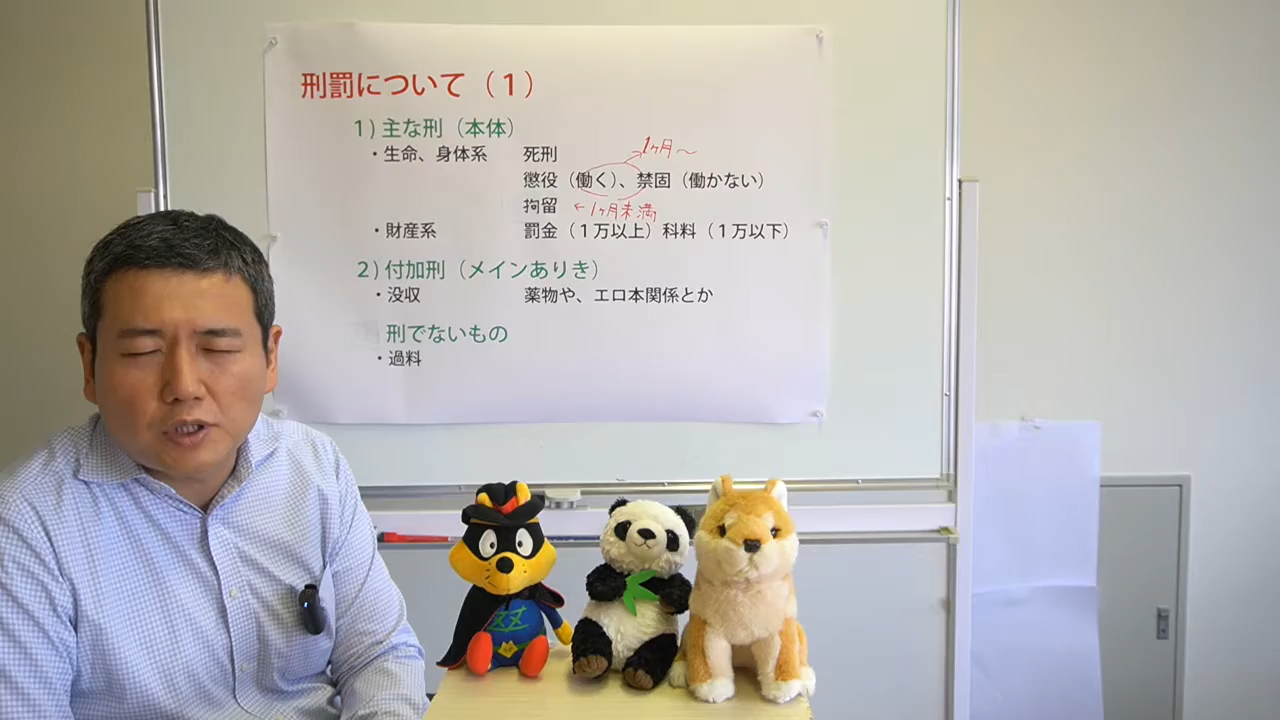 刑罰について（１）
１）主な刑（本体）
・生命、身体系　死刑
1ヶ月～
懲役（働く）、禁固（働かない）
拘留 ←1ヶ月未満
・財産系　罰金（１万以上）科料（１万以下）
２）付加刑（メインありき）
・没収　薬物や、エロ本関係とか
刑でないもの
・過料